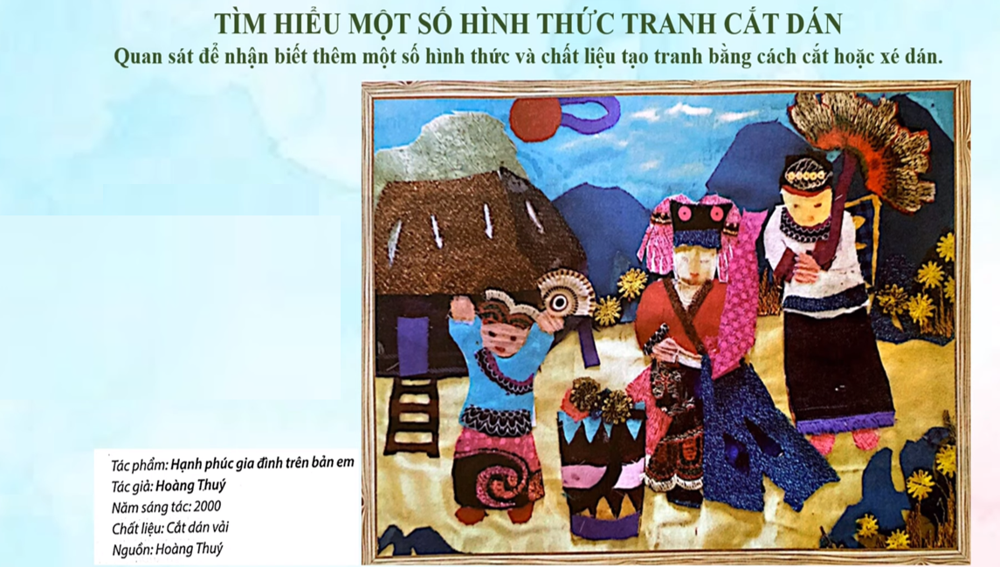 TÌM HIỂU MỘT SỐ HÌNH THỨC TRANH CẮT DÁN
Quan sát để nhận biết thêm một số hình thức và chất liệu tạo tranh bằng cách cắt hoặc xé dán.
Tác phẩm: Hạnh phúc gia đình trên bản em
Tác giả: Hoàng Thuý
Năm sáng tác: 2000
Chất liệu: Cắt dán vải
Nguồn: Hoàng Thuý